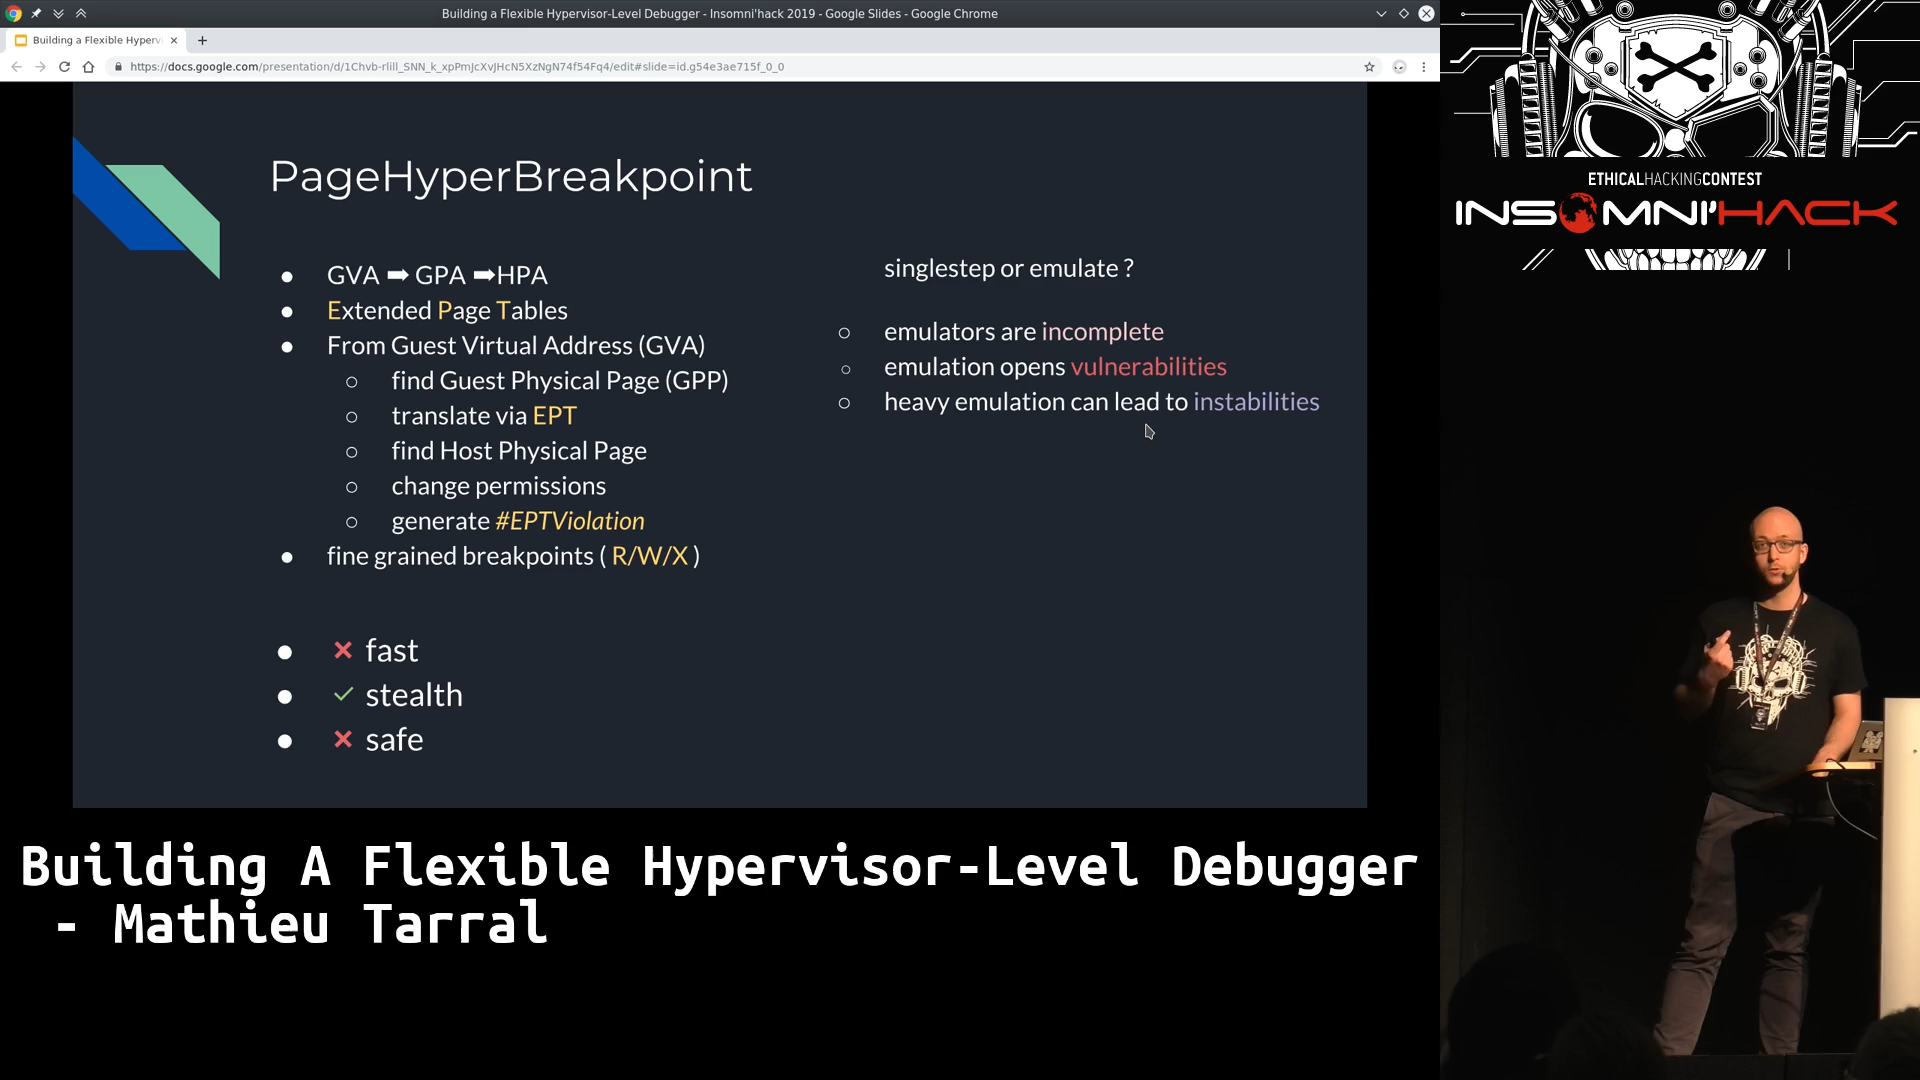 Building a Flexible Hypervisor-Level Debugger - Insomni'hack 2019 - Google Slides - Google Chrome
Building a Flexible Hyperv
https://docs.google.com/presentation/d/1Chvb-rlill_SNN_k_xpPmJcXvJHcN5XzNgN74f54Fq4/edit#slide=id.g54e3ae715f_0_0
PageHyperBreakpoint
● GVA ➡ GPA ➡HPA
● Extended Page Tables
● From Guest Virtual Address (GVA)
○ find Guest Physical Page (GPP)
○ translate via EPT
○ find Host Physical Page
○ change permissions
○ generate #EPTViolation
● fine grained breakpoints ( R/W/X )
● ✕ fast
● ✓ stealth
● ✕ safe
singlestep or emulate ?
○ emulators are incomplete
○ emulation opens vulnerabilities
○ heavy emulation can lead to instabilities
ETHICALHACKINGCONTEST
INSOMNI'HACK
Building A Flexible Hypervisor-Level Debugger
- Mathieu Tarral